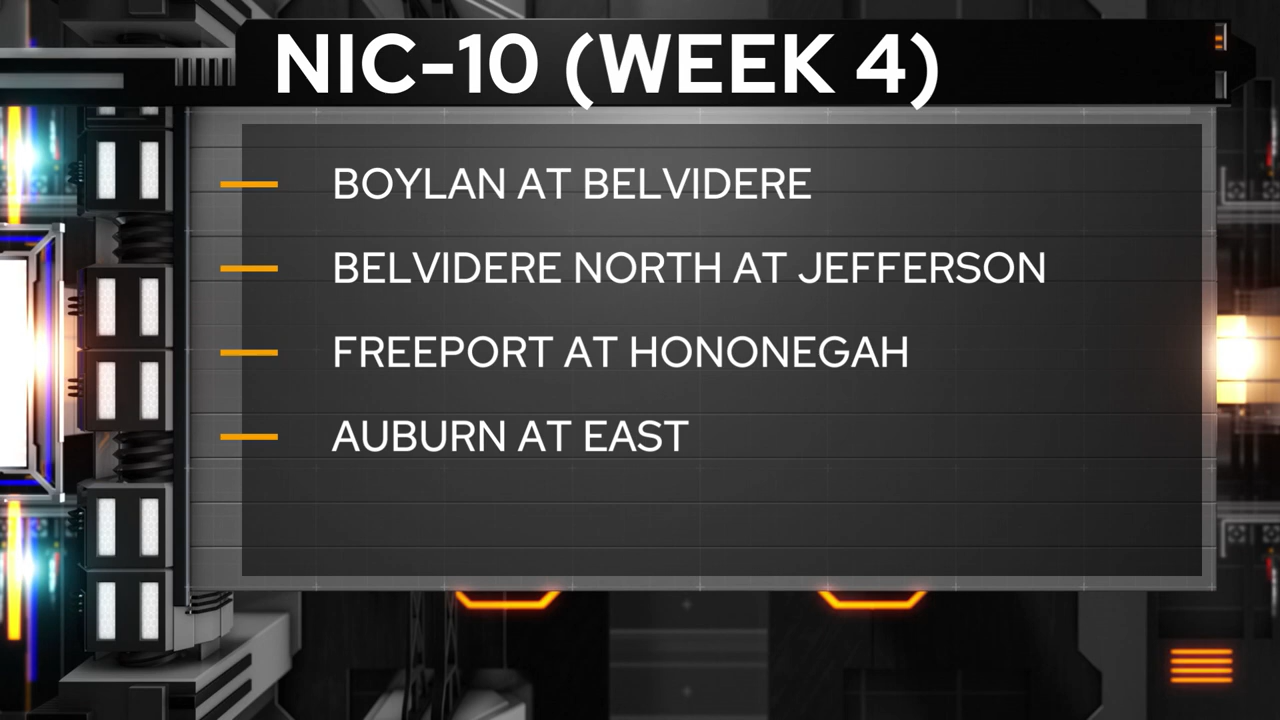 NIC-10 (WEEK 4)
BOYLAN AT BELVIDERE
BELVIDERE NORTH AT JEFFERSON
FREEPORT AT HONONEGAH
AUBURN AT EAST